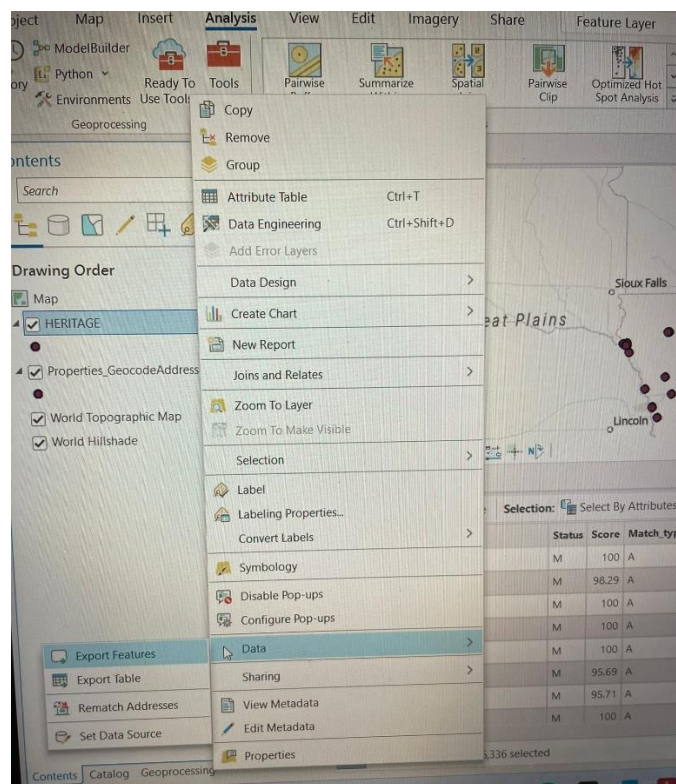 Map Insert Analysis View Edit Imagery Share Feature Layer
ModelBuilder
Python
Environments
Ready To
Use Tools
Tools
Pairwise
Summarize
Spatial
Pairwise
Clip
Optimized Hot
Spot Analysis
Geoprocessing
Search
Drawing Order
Map
HERITAGE
Properties_GeocodeAddress
World Topographic Map
World Hillshade
Copy
Remove
Group
Attribute Table Ctrl+T
Data Engineering Ctrl+Shift+D
Add Error Layers
Data Design
Create Chart
New Report
Joins and Relates
Zoom To Layer
Zoom To Make Visible
Selection
Label
Labeling Properties...
Convert Labels
Symbology
Disable Pop-ups
Configure Pop-ups
Data
Sharing
View Metadata
Edit Metadata
Properties
Export Features
Export Table
Rematch Addresses
Set Data Source
Contents Catalog Geoprocessing
Sioux Falls
eat Plains
Lincoln
Selection: Select By Attributes
Status Score Match_typ
M 100 A
M 98.29 A
M 100 A
M 100 A
M 100 A
M 95.69 A
M 95.71 A
M 100 A
5,336 selected